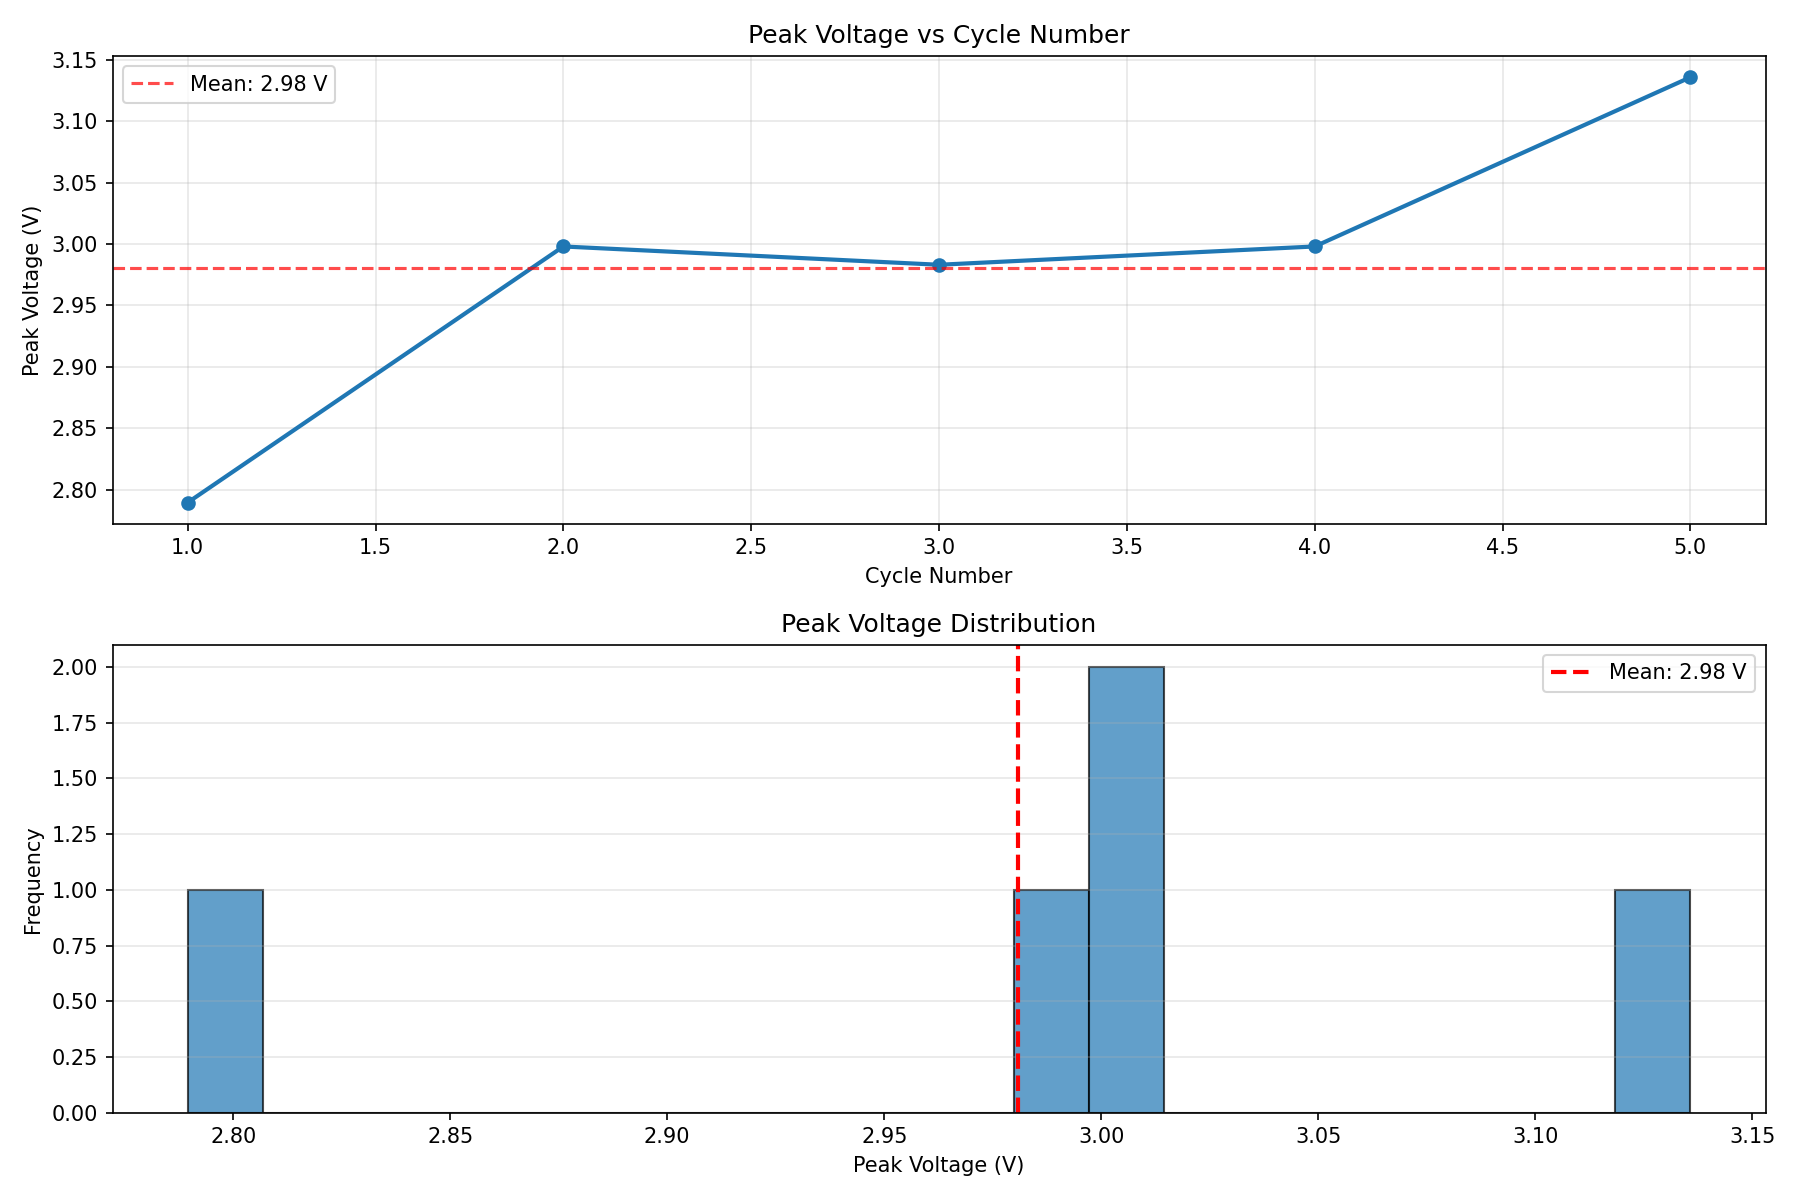 Peak Voltage vs Cycle Number
Mean: 2.98 V
Peak Voltage (V)
3.15
3.10
3.05
3.00
2.95
2.90
2.85
2.80
1.0 1.5 2.0 2.5 3.0 3.5 4.0 4.5 5.0
Cycle Number
Peak Voltage Distribution
Mean: 2.98 V
Frequency
2.00
1.75
1.50
1.25
1.00
0.75
0.50
0.25
0.00
2.80 2.85 2.90 2.95 3.00 3.05 3.10 3.15
Peak Voltage (V)